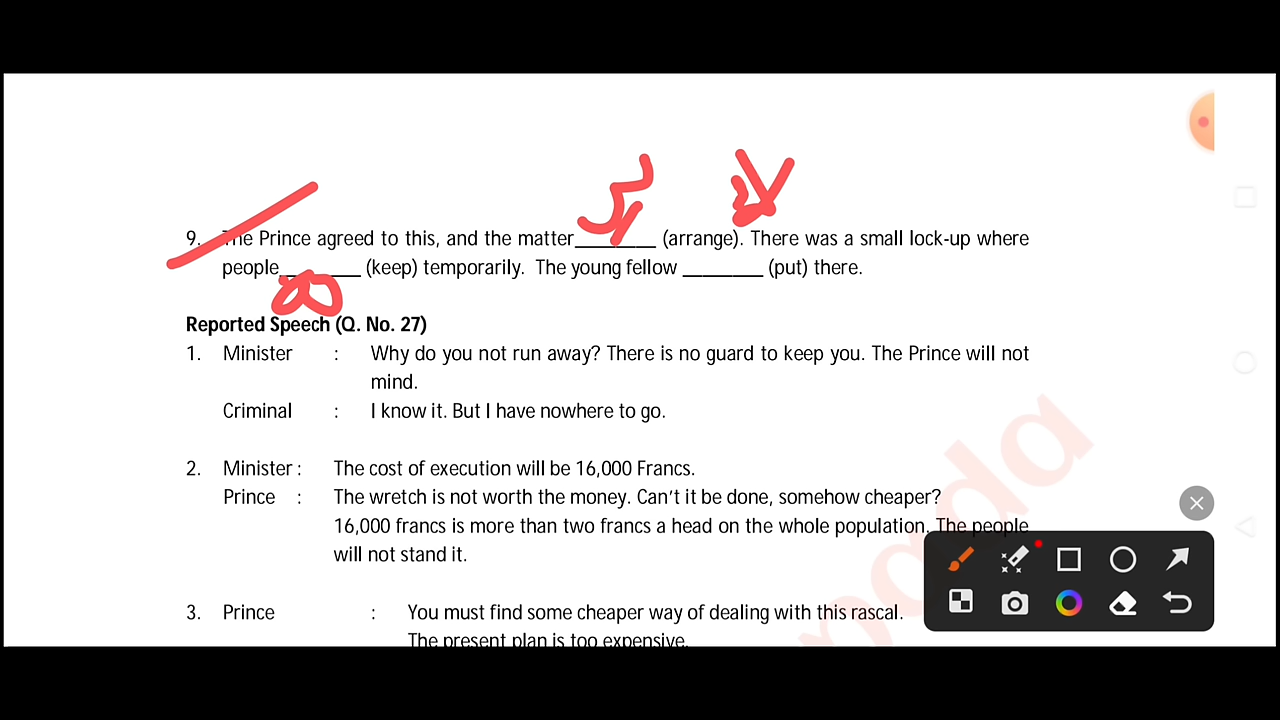 9. The Prince agreed to this, and the matter________ (arrange). There was a small lock-up where
people________ (keep) temporarily. The young fellow ________ (put) there.
Reported Speech (Q. No. 27)
1. Minister : Why do you not run away? There is no guard to keep you. The Prince will not
mind.
Criminal : I know it. But I have nowhere to go.
2. Minister : The cost of execution will be 16,000 Francs.
Prince : The wretch is not worth the money. Can't it be done, somehow cheaper?
16,000 francs is more than two francs a head on the whole population. The people
will not stand it.
3. Prince : You must find some cheaper way of dealing with this rascal.
The present plan is too expensive.